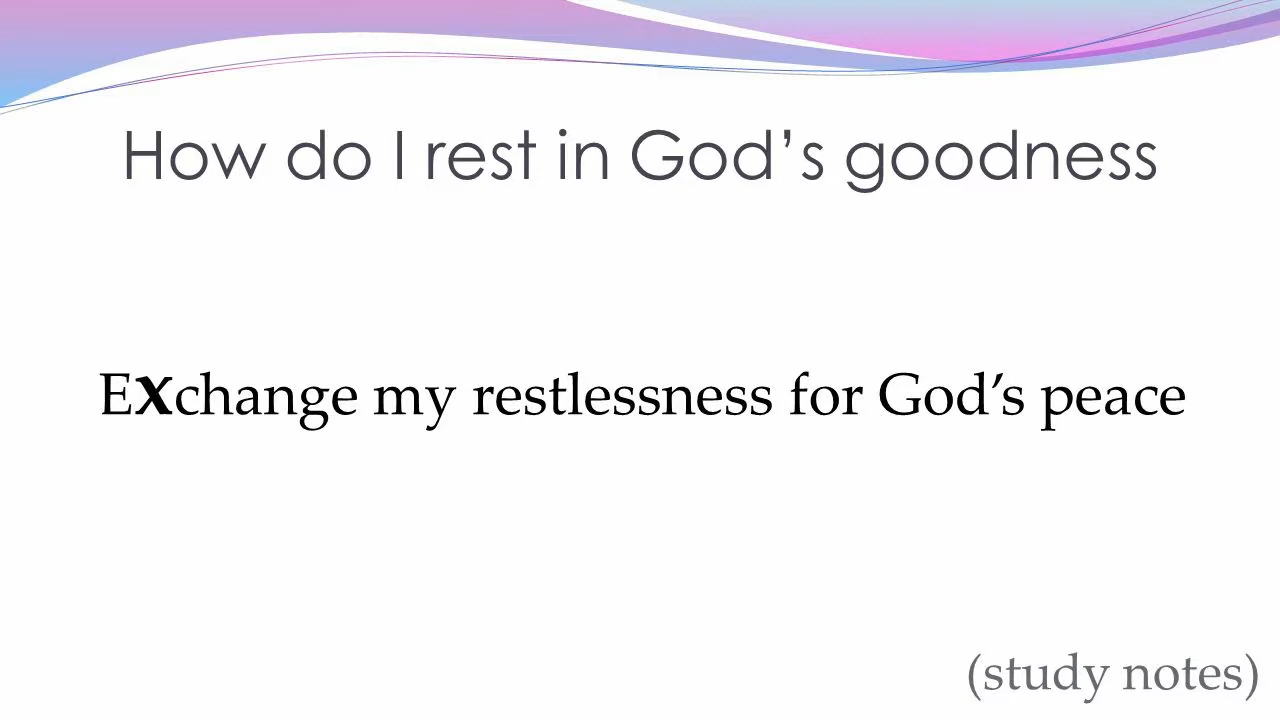 How do I rest in God’s goodness
EXchange my restlessness for God’s peace
(study notes)